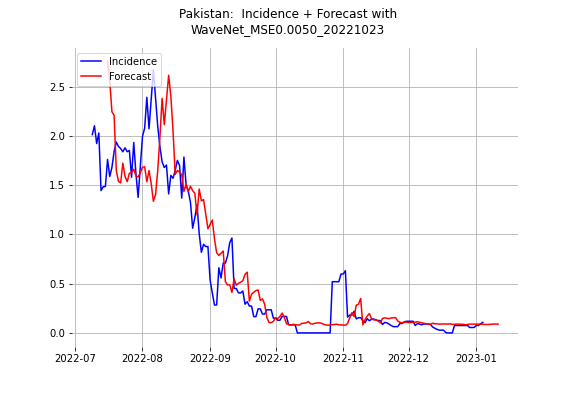 Pakistan:  Incidence + Forecast with
WaveNet_MSE0.0050_20221023
Incidence
Forecast
2.5
2.0
1.5
1.0
0.5
0.0
2022-07 2022-08 2022-09 2022-10 2022-11 2022-12 2023-01